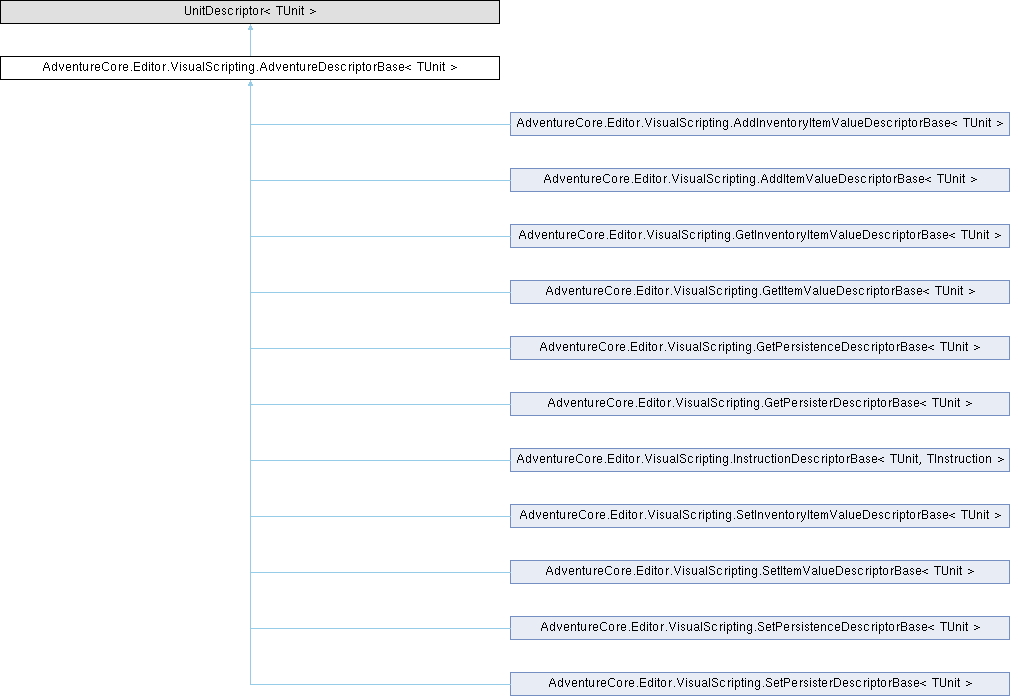 UnitDescriptor< TUnit >
AdventureCore.Editor.VisualScripting.AdventureDescriptorBase< TUnit >
AdventureCore.Editor.VisualScripting.AddInventoryItemValueDescriptorBase< TUnit >
AdventureCore.Editor.VisualScripting.AddItemValueDescriptorBase< TUnit >
AdventureCore.Editor.VisualScripting.GetInventoryItemValueDescriptorBase< TUnit >
AdventureCore.Editor.VisualScripting.GetItemValueDescriptorBase< TUnit >
AdventureCore.Editor.VisualScripting.GetPersistenceDescriptorBase< TUnit >
AdventureCore.Editor.VisualScripting.GetPersisterDescriptorBase< TUnit >
AdventureCore.Editor.VisualScripting.InstructionDescriptorBase< TUnit, TInstruction >
AdventureCore.Editor.VisualScripting.SetInventoryItemValueDescriptorBase< TUnit >
AdventureCore.Editor.VisualScripting.SetItemValueDescriptorBase< TUnit >
AdventureCore.Editor.VisualScripting.SetPersistenceDescriptorBase< TUnit >
AdventureCore.Editor.VisualScripting.SetPersisterDescriptorBase< TUnit >